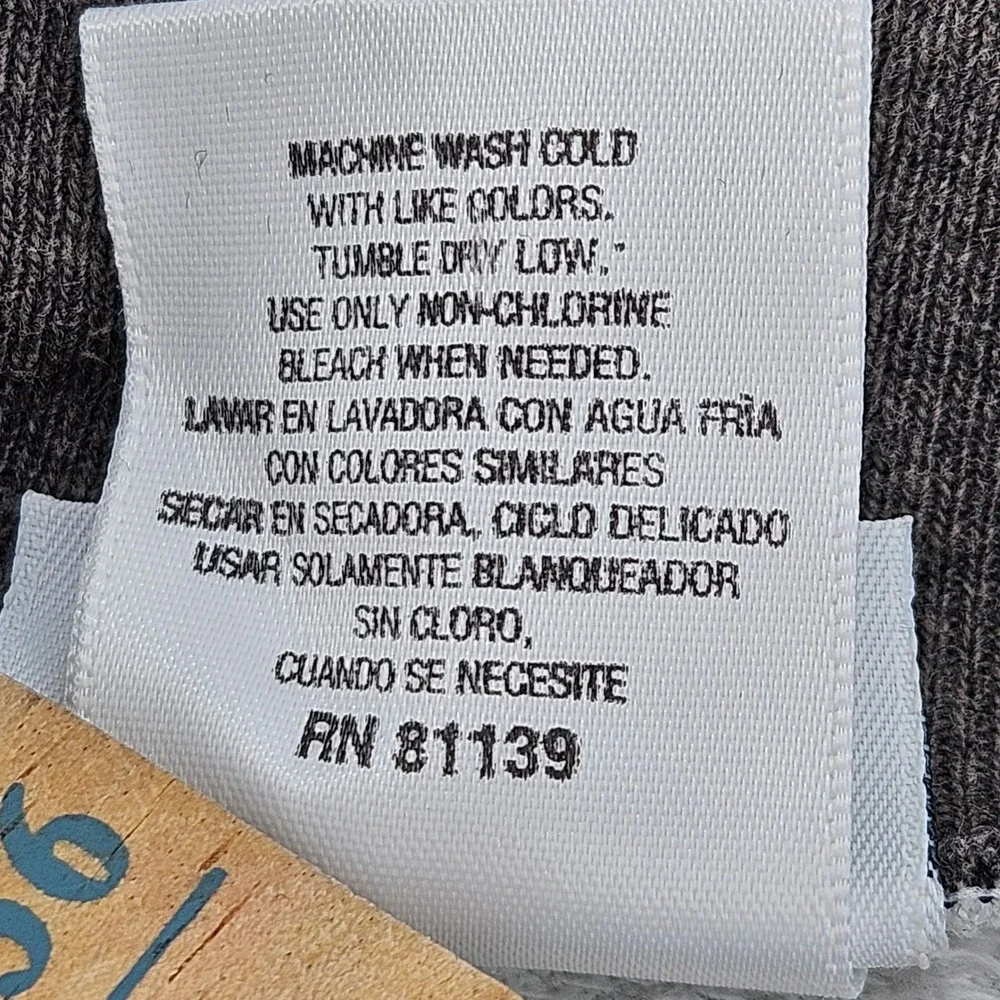 MACHINE WASH COLD
WITH LIKE COLORS.
TUMBLE DRY LOW.
USE ONLY NON-CHLORINE
BLEACH WHEN NEEDED.
LAVAR EN LAVADORA CON AGUA FRÌA
CON COLORES SIMILARES
SECAR EN SECADORA, CICLO DELICADO
USAR SOLAMENTE BLANQUEADOR
SIN CLORO,
CUANDO SE NECESITE
RN 81139